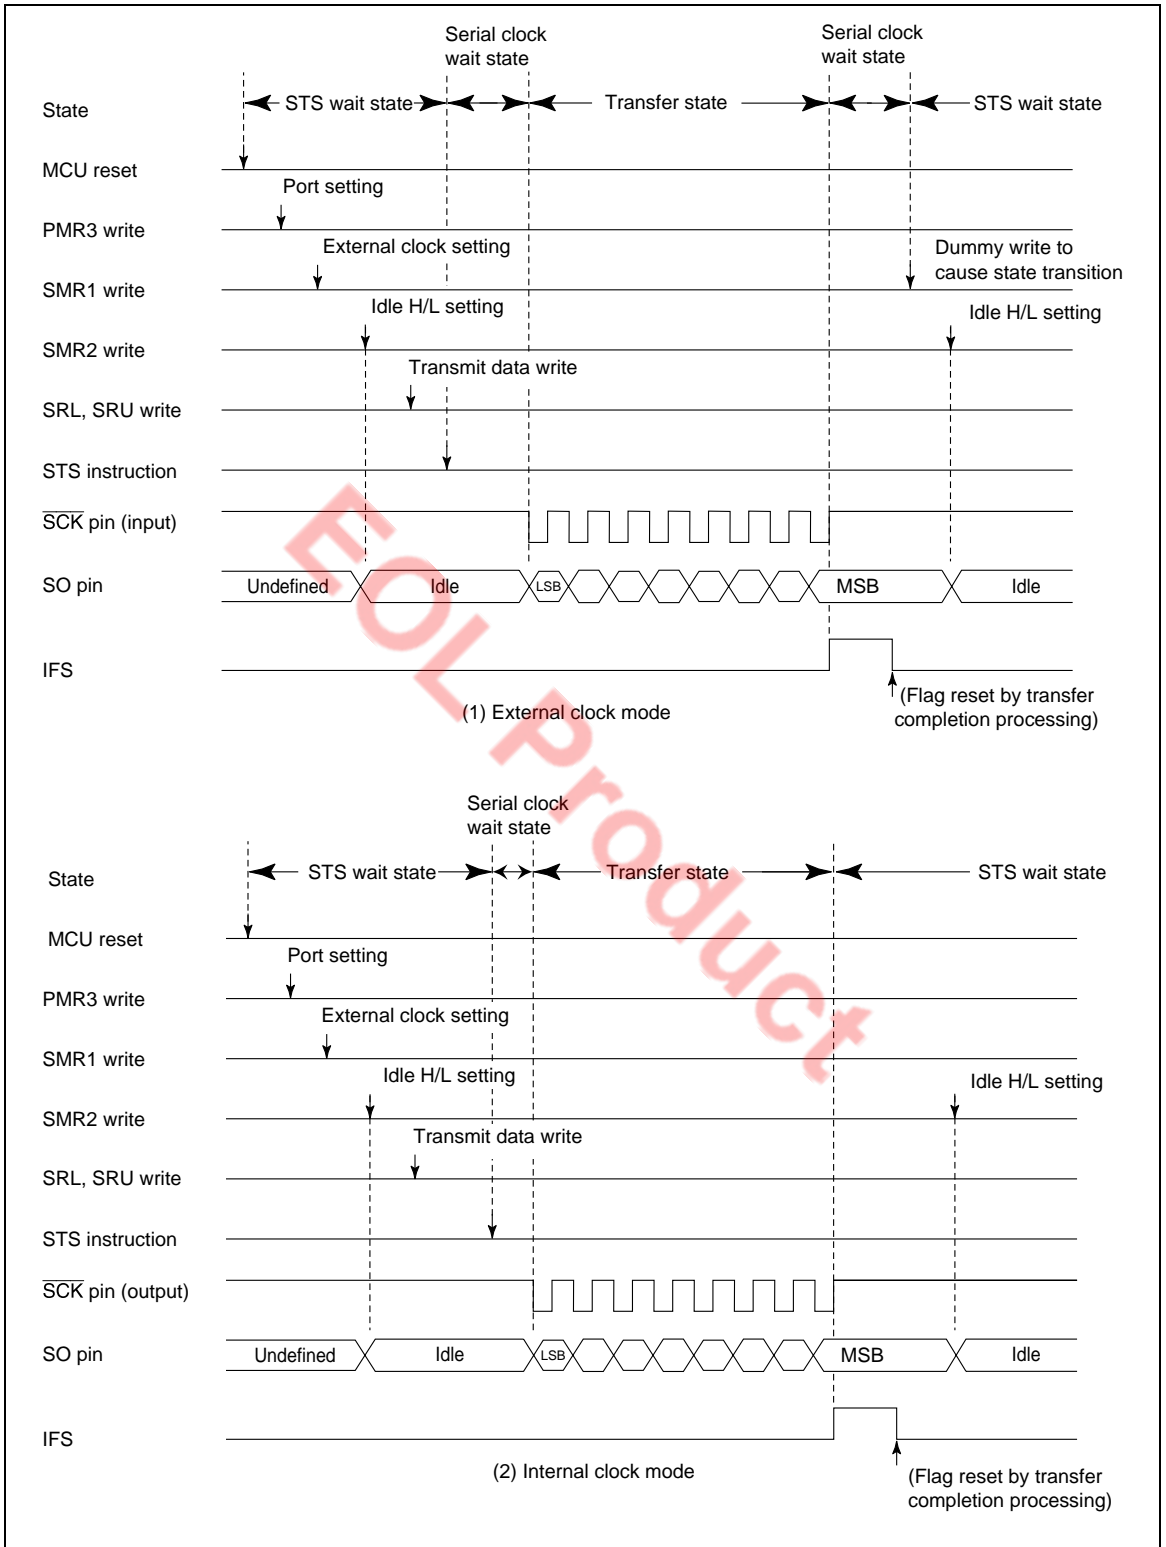 Serial clock
wait state
Serial clock
wait state
State
STS wait state
Transfer state
STS wait state
MCU reset
Port setting
PMR3 write
External clock setting
Dummy write to
cause state transition
SMR1 write
Idle H/L setting
Idle H/L setting
SMR2 write
Transmit data write
SRL, SRU write
STS instruction
SCK pin (input)
SO pin
Undefined
Idle
LSB
MSB
Idle
IFS
(Flag reset by transfer
completion processing)
(1) External clock mode
EOL Product
Serial clock
wait state
State
STS wait state
Transfer state
STS wait state
MCU reset
Port setting
PMR3 write
External clock setting
SMR1 write
Idle H/L setting
Idle H/L setting
SMR2 write
Transmit data write
SRL, SRU write
STS instruction
SCK pin (output)
SO pin
Undefined
Idle
LSB
MSB
Idle
IFS
(2) Internal clock mode
(Flag reset by transfer
completion processing)